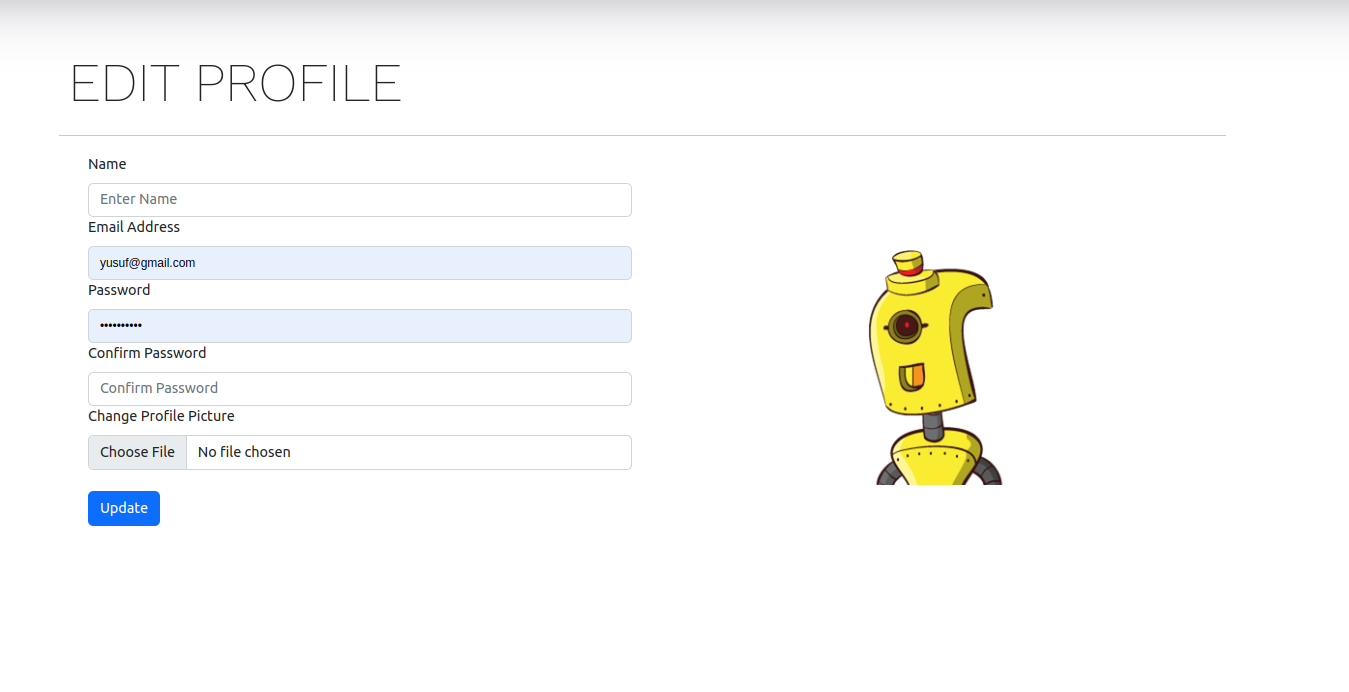 EDIT PROFILE
Name
Enter Name
Email Address
yusuf@gmail.com
Password
••••••••••
Confirm Password
Confirm Password
Change Profile Picture
Choose File No file chosen
Update